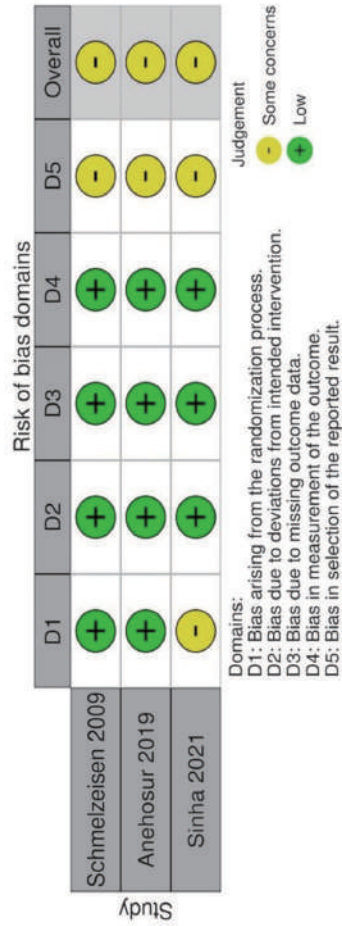 Risk of bias domains
D1 D2 D3 D4 D5 Overall
Study
Schmelzeisen 2009 + + + + - -
Anehosur 2019 + + + + - -
Sinha 2021 - + + + - -
Domains:
D1: Bias arising from the randomization process.
D2: Bias due to deviations from intended intervention.
D3: Bias due to missing outcome data.
D4: Bias in measurement of the outcome.
D5: Bias in selection of the reported result.
Judgement
- Some concerns
+ Low